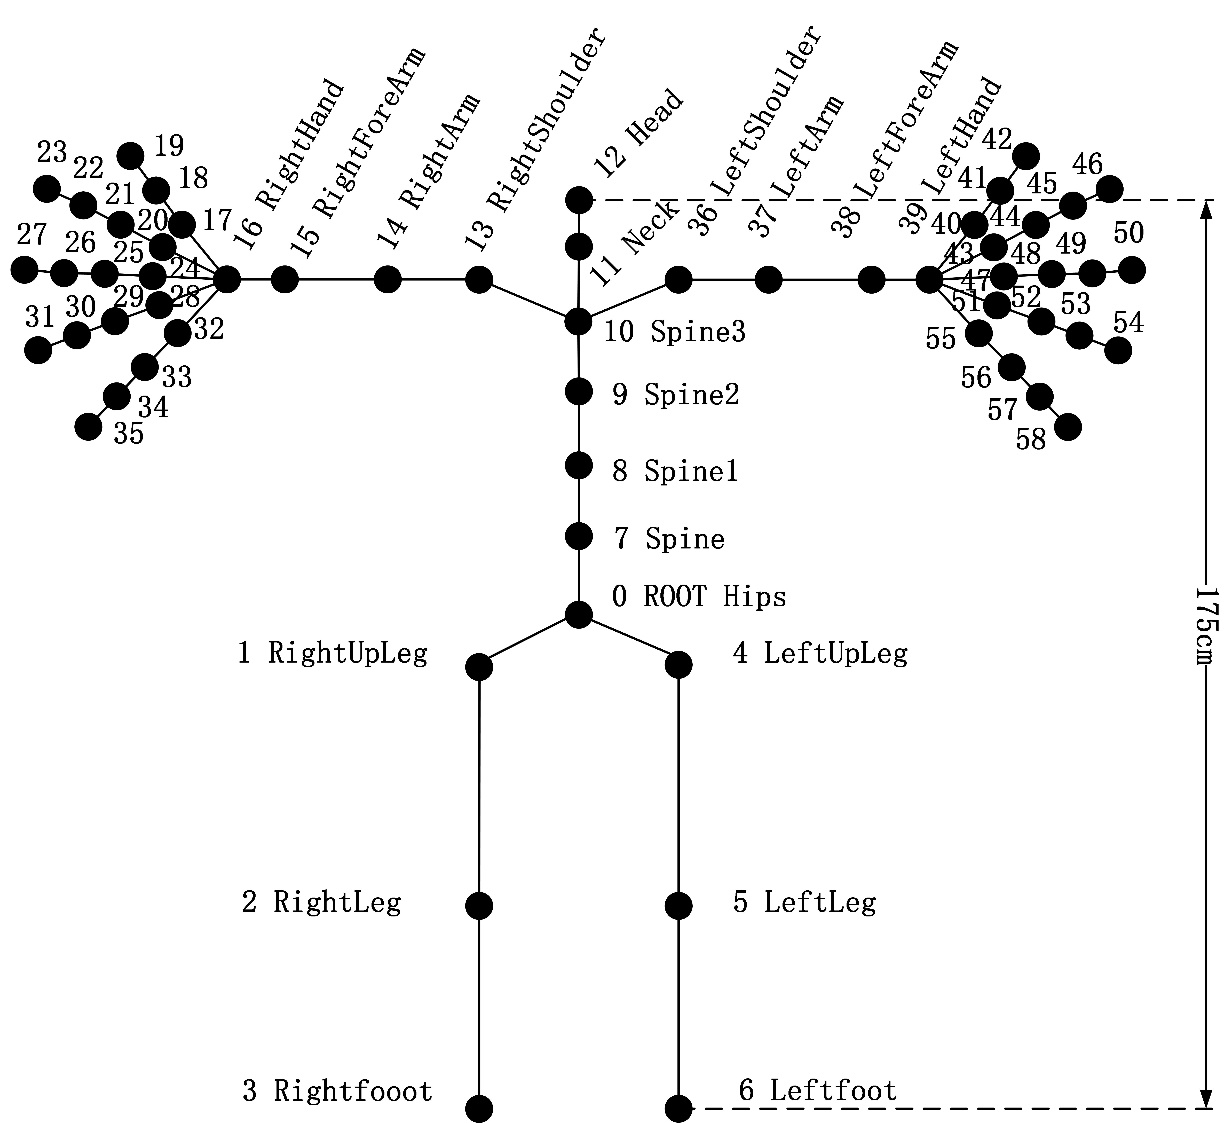 12 Head
11 Neck
13 RightShoulder
14 RightArm
15 RightForeArm
16 RightHand
36 LeftShoulder
37 LeftArm
38 LeftForeArm
39 LeftHand
19
18
17
23
22
21
20
27
26
25
24
31
30
29
28
32
33
34
35
42
41
40
46
45
44
43
50
49
48
47
51
52
53
54
55
56
57
58
10 Spine3
9 Spine2
8 Spine1
7 Spine
0 ROOT Hips
1 RightUpLeg
4 LeftUpLeg
175cm
2 RightLeg
5 LeftLeg
3 Rightfooot
6 Leftfoot